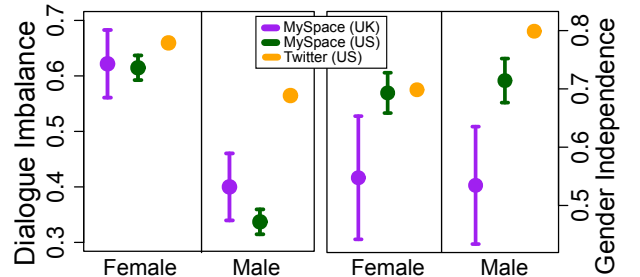 Dialogue Imbalance
0.7
0.6
0.5
0.4
0.3
MySpace (UK)
MySpace (US)
Twitter (US)
Female
Male
Female
Male
0.8
0.7
0.6
0.5
Gender Independence